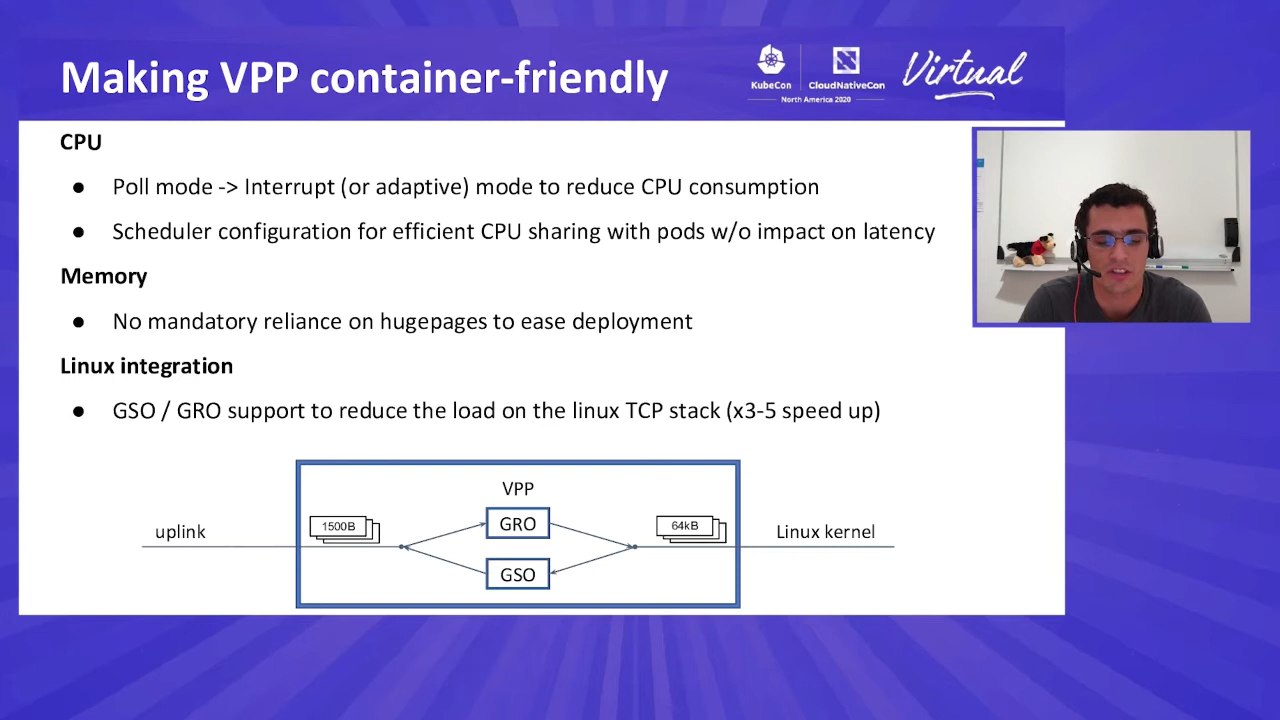 Making VPP container-friendly
KubeCon
CloudNativeCon
North America 2020
Virtual
CPU
● Poll mode -> Interrupt (or adaptive) mode to reduce CPU consumption
● Scheduler configuration for efficient CPU sharing with pods w/o impact on latency
Memory
● No mandatory reliance on hugepages to ease deployment
Linux integration
● GSO / GRO support to reduce the load on the linux TCP stack (x3-5 speed up)
VPP
uplink
1500B
GRO
64kB
Linux kernel
GSO